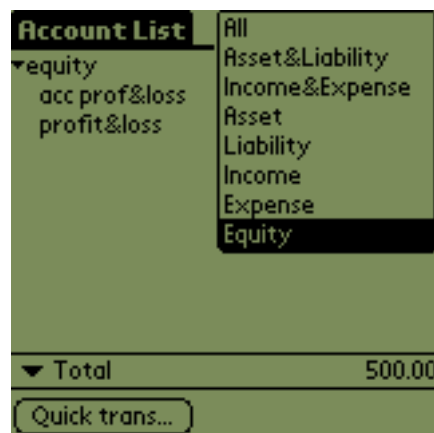 Account List
equity
acc prof&loss
profit&loss
All
Asset&Liability
Income&Expense
Asset
Liability
Income
Expense
Equity
Total 500.00
Quick trans...